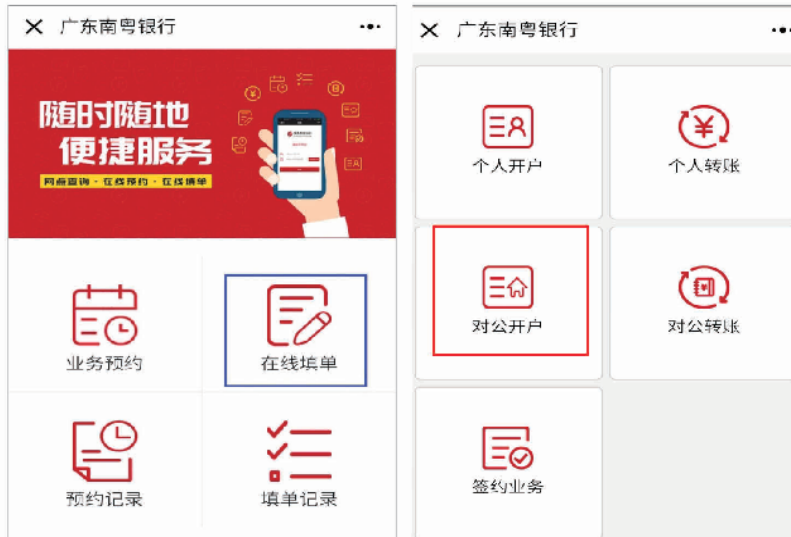 广东南粤银行
随时随地
便捷服务
网点查询·在线预约·在线填单
业务预约
在线填单
预约记录
填单记录
广东南粤银行
个人开户
个人转账
对公开户
对公转账
签约业务